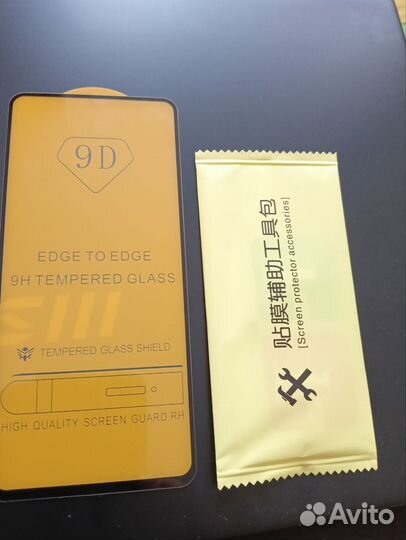 9D
EDGE TO EDGE
9H TEMPERED GLASS
TEMPERED GLASS SHIELD
HIGH QUALITY SCREEN GUARD RH
贴膜辅助工具包
[Screen protector accessories]
Avito